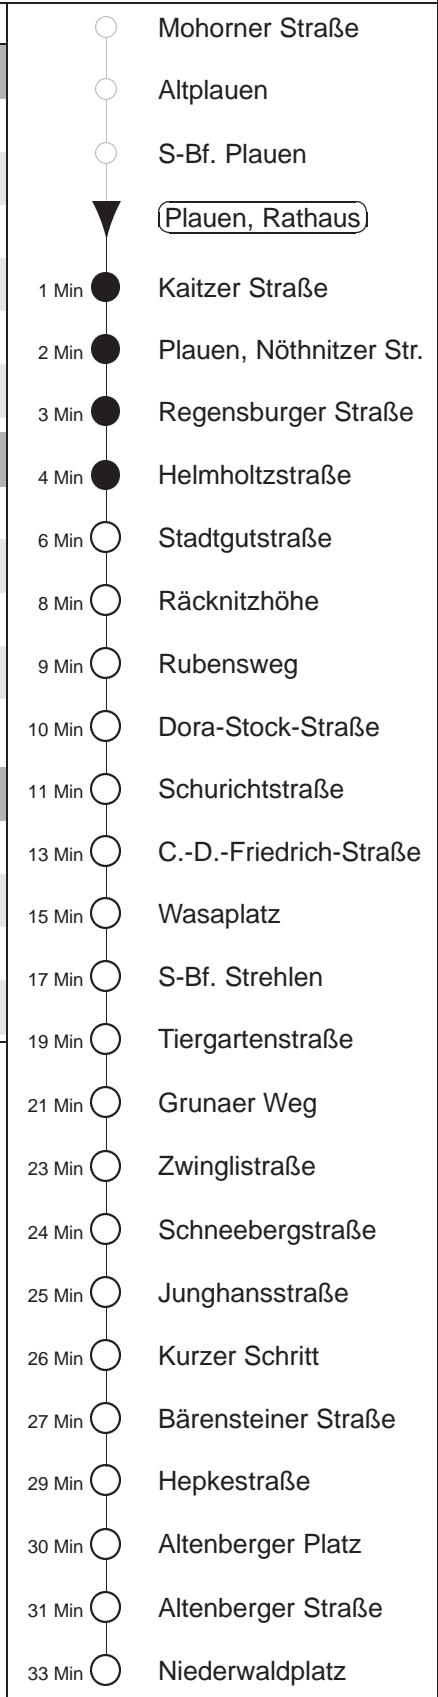 Mohorner Straße
Altplauen
S-Bf. Plauen
Plauen, Rathaus
1 Min Kaitzer Straße
2 Min Plauen, Nöthnitzer Str.
3 Min Regensburger Straße
4 Min Helmholtzstraße
6 Min Stadtgutstraße
8 Min Räcknitzhöhe
9 Min Rubensweg
10 Min Dora-Stock-Straße
11 Min Schurichtstraße
13 Min C.-D.-Friedrich-Straße
15 Min Wasaplatz
17 Min S-Bf. Strehlen
19 Min Tiergartenstraße
21 Min Grunaer Weg
23 Min Zwinglistraße
24 Min Schneebergstraße
25 Min Junghansstraße
26 Min Kurzer Schritt
27 Min Bärensteiner Straße
29 Min Hepkestraße
30 Min Altenberger Platz
31 Min Altenberger Straße
33 Min Niederwaldplatz